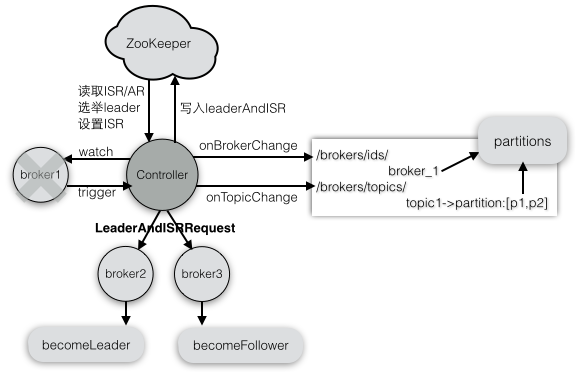 ZooKeeper
读取ISR/AR
选举leader
设置ISR
写入leaderAndISR
watch
broker1
trigger
Controller
onBrokerChange
onTopicChange
/brokers/ids/
broker_1
/brokers/topics/
topic1->partition:[p1,p2]
partitions
LeaderAndISRRequest
broker2
broker3
becomeLeader
becomeFollower